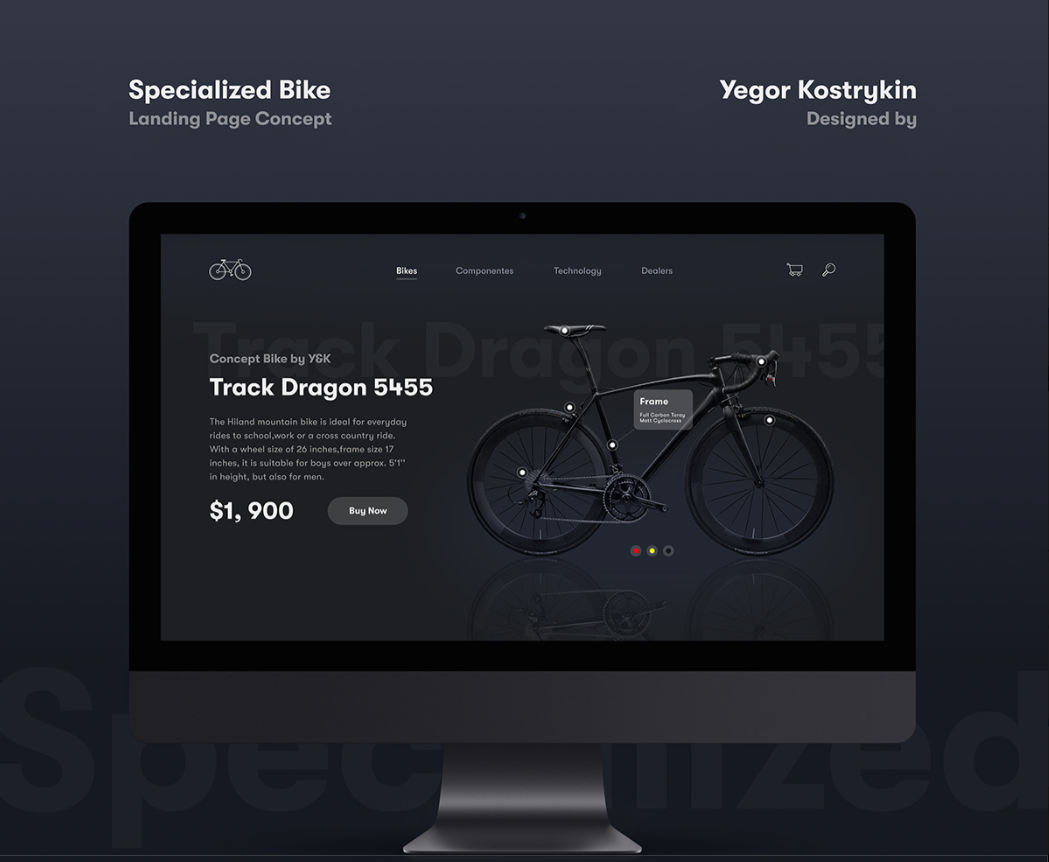 Specialized Bike
Landing Page Concept
Yegor Kostrykin
Designed by
Bikes
Componentes
Technology
Dealers
Track Dragon 5455
Concept Bike by Y&K
Track Dragon 5455
The Hiland mountain bike is ideal for everyday
rides to school,work or a cross country ride.
With a wheel size of 26 inches,frame size 17
inches, it is suitable for boys over approx. 5'1''
in height, but also for men.
$1, 900
Buy Now
Frame
Full Carbon Toray
Matt Cyclocross
Specialized